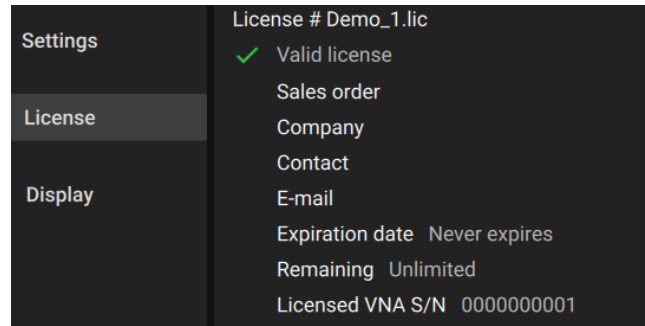 Settings
License
Display
License # Demo_1.lic
Valid license
Sales order
Company
Contact
E-mail
Expiration date Never expires
Remaining Unlimited
Licensed VNA S/N 0000000001